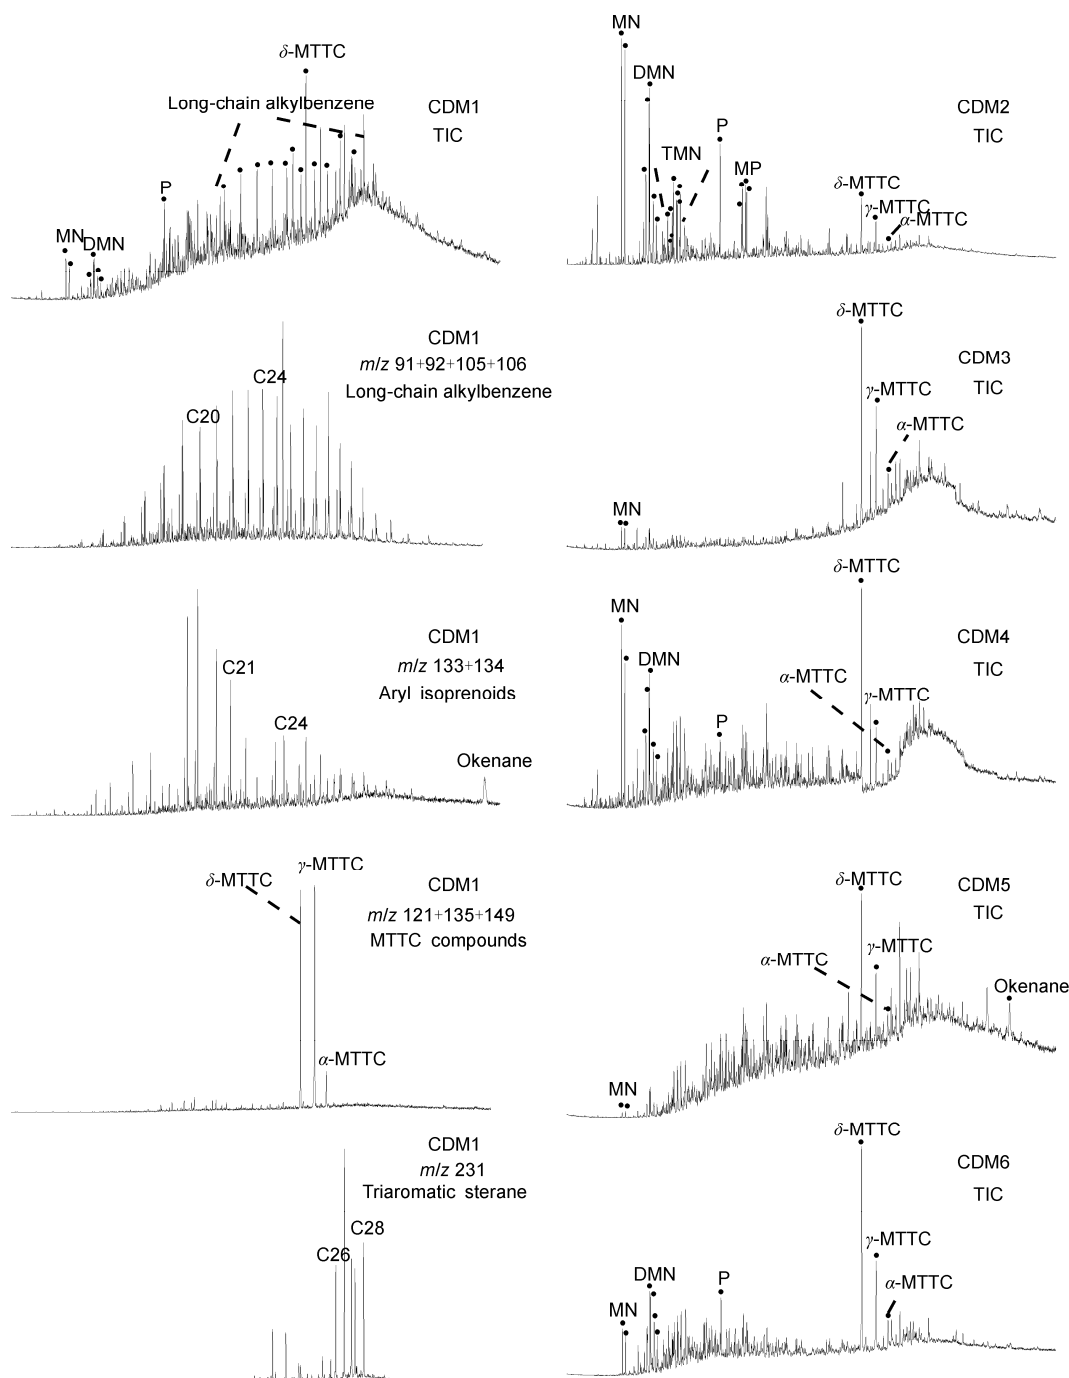 δ-MTTC
Long-chain alkylbenzene
CDM1
TIC
P
MN
DMN
CDM1
m/z 91+92+105+106
Long-chain alkylbenzene
C24
C20
CDM1
m/z 133+134
Aryl isoprenoids
C21
C24
Okenane
γ-MTTC
δ-MTTC
CDM1
m/z 121+135+149
MTTC compounds
α-MTTC
CDM1
m/z 231
Triaromatic sterane
C28
C26
MN
DMN
CDM2
TIC
P
TMN
MP
δ-MTTC
γ-MTTC
α-MTTC
δ-MTTC
CDM3
TIC
γ-MTTC
α-MTTC
MN
δ-MTTC
MN
CDM4
TIC
DMN
α-MTTC
γ-MTTC
P
δ-MTTC
CDM5
TIC
γ-MTTC
α-MTTC
Okenane
MN
δ-MTTC
CDM6
TIC
γ-MTTC
DMN
P
α-MTTC
MN